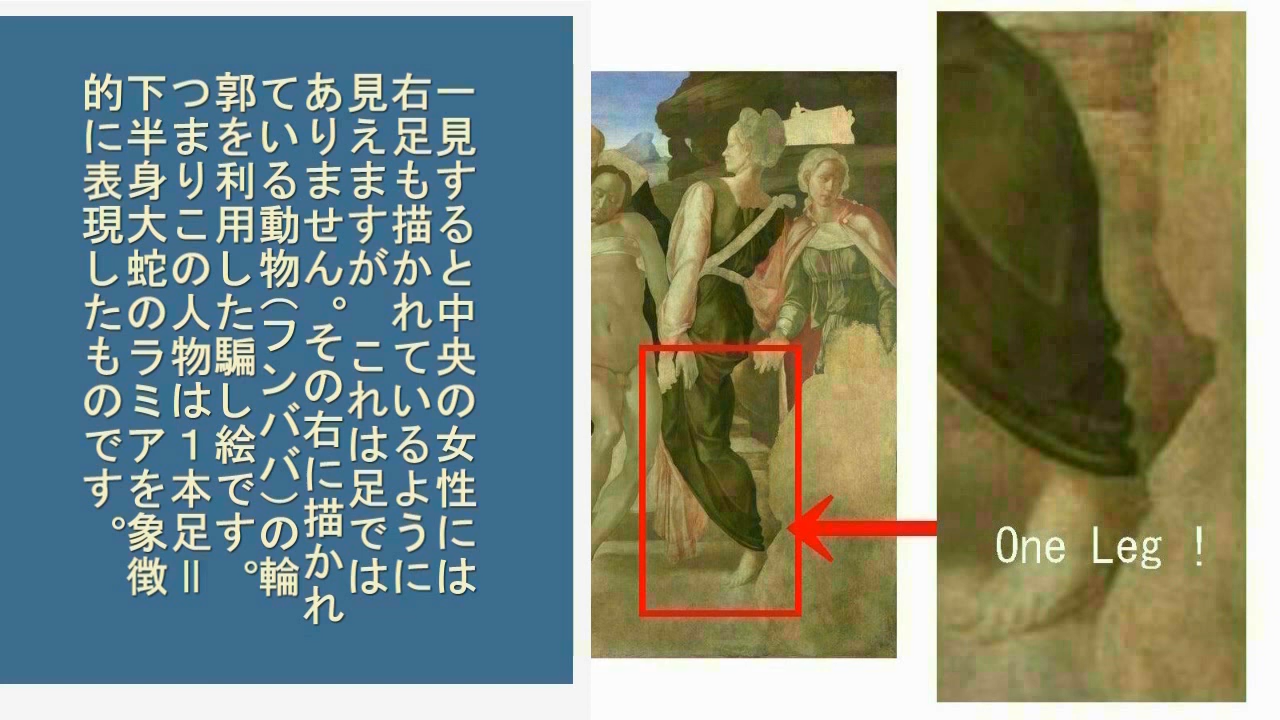 一見すると中央の女性には
右足も描かれているように
見えますが　これは足では
ありません。その右に描かれ
ている動物（フンババ）の輪
郭を利用した騙し絵です。
つまりこの人物は１本足＝
下半身大蛇のラミアを象徴
的に表現したものです。
One Leg !